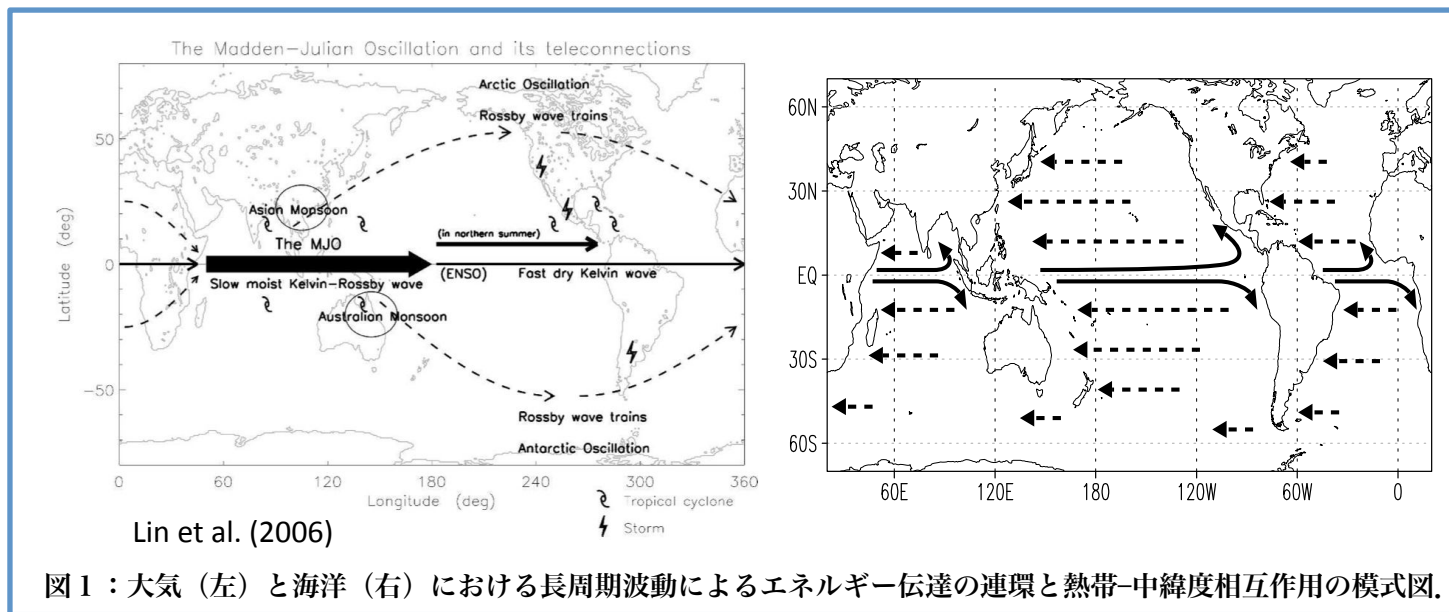 The Madden-Julian Oscillation and its teleconnections
Arctic Oscillation
Rossby wave trains
Asian Monsoon
The MJO
(in northern summer)
(ENSO)
Fast dry Kelvin wave
Slow moist Kelvin-Rossby wave
Australian Monsoon
Rossby wave trains
Antarctic Oscillation
Latitude (deg)
50
0
-50
0 60 120 180 240 300 360
Longitude (deg)
Tropical cyclone
Storm
Lin et al. (2006)
60N
30N
EQ
30S
60S
60E 120E 180 120W 60W 0
図1：大気（左）と海洋（右）における長周期波動によるエネルギー伝達の連環と熱帯–中緯度相互作用の模式図.